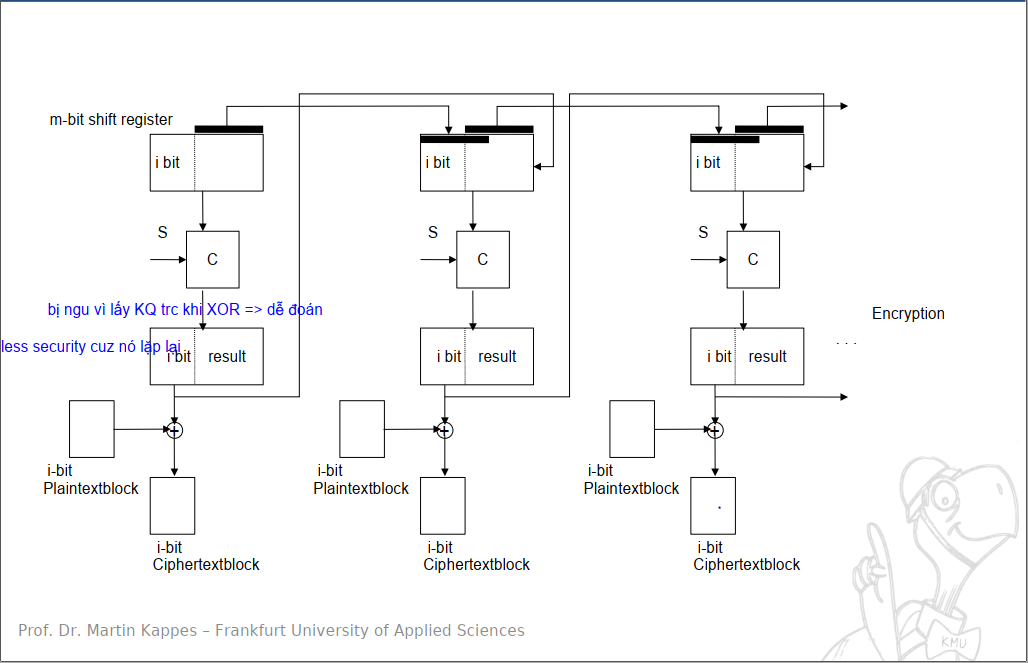 m-bit shift register
i bit
i bit
i bit
S
S
S
C
C
C
bị ngu vì lấy KQ trc khi XOR => dễ đoán
Encryption
less security cuz nó lặp lại
i bit result
i bit result
i bit result
. . .
+
+
+
i-bit
Plaintextblock
i-bit
Plaintextblock
i-bit
Plaintextblock
i-bit
Ciphertextblock
i-bit
Ciphertextblock
i-bit
Ciphertextblock
Prof. Dr. Martin Kappes – Frankfurt University of Applied Sciences
KMU